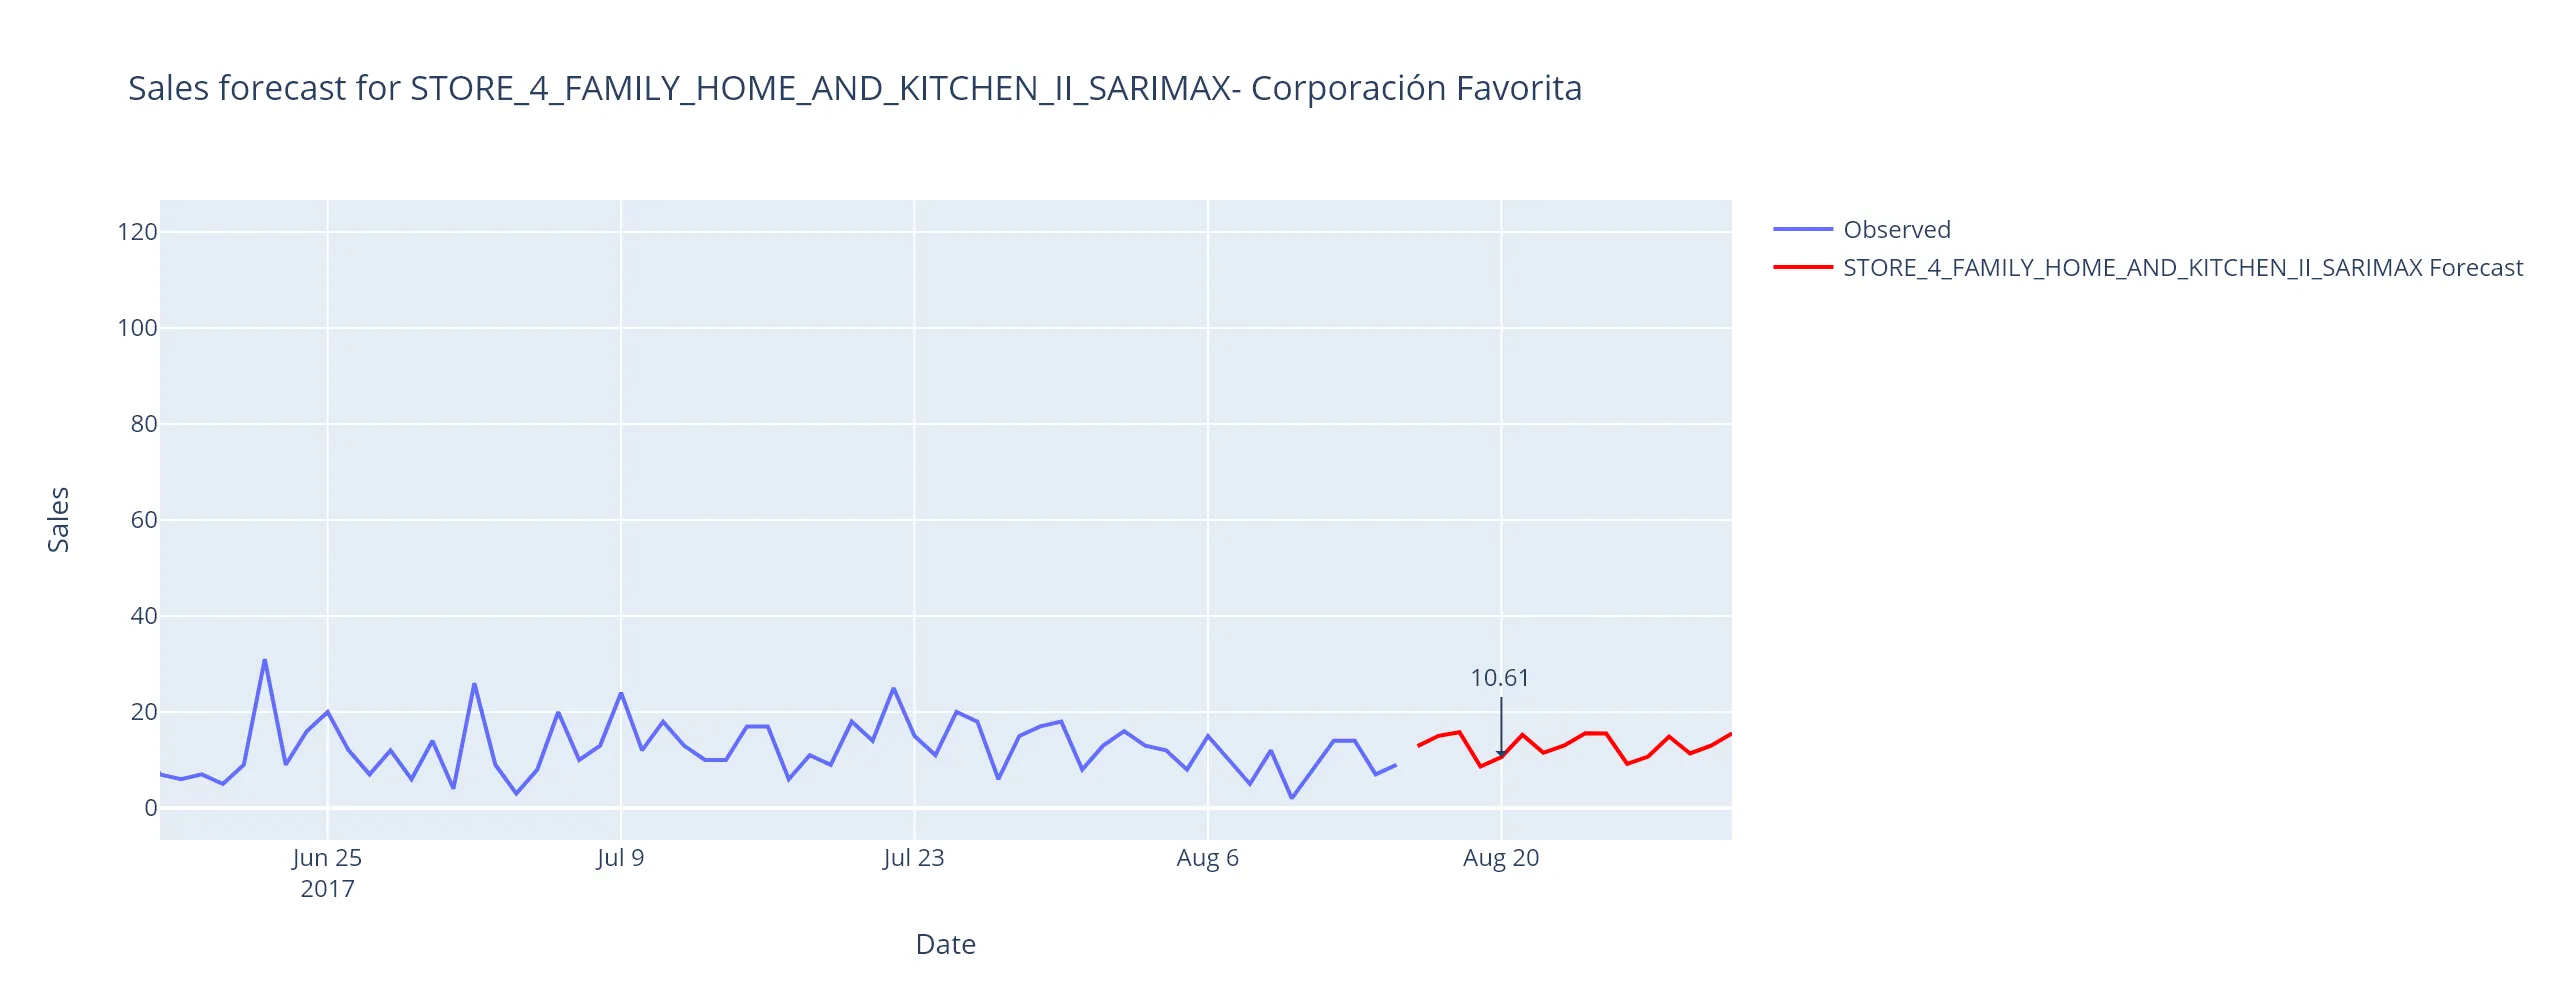 Sales forecast for STORE_4_FAMILY_HOME_AND_KITCHEN_II_SARIMAX- Corporación Favorita
Observed
STORE_4_FAMILY_HOME_AND_KITCHEN_II_SARIMAX Forecast
120
100
80
60
40
20
0
Sales
10.61
Jun 25
2017
Jul 9
Jul 23
Aug 6
Aug 20
Date